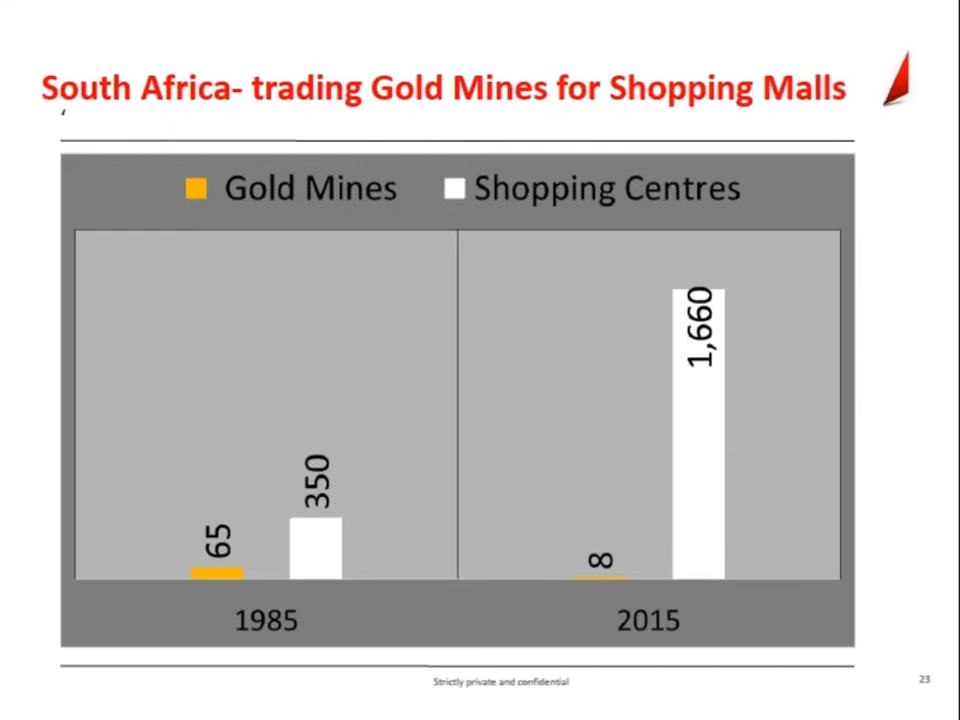 South Africa- trading Gold Mines for Shopping Malls
‘
Gold Mines Shopping Centres
65
350
8
1,660
1985 2015
Strictly private and confidential 23